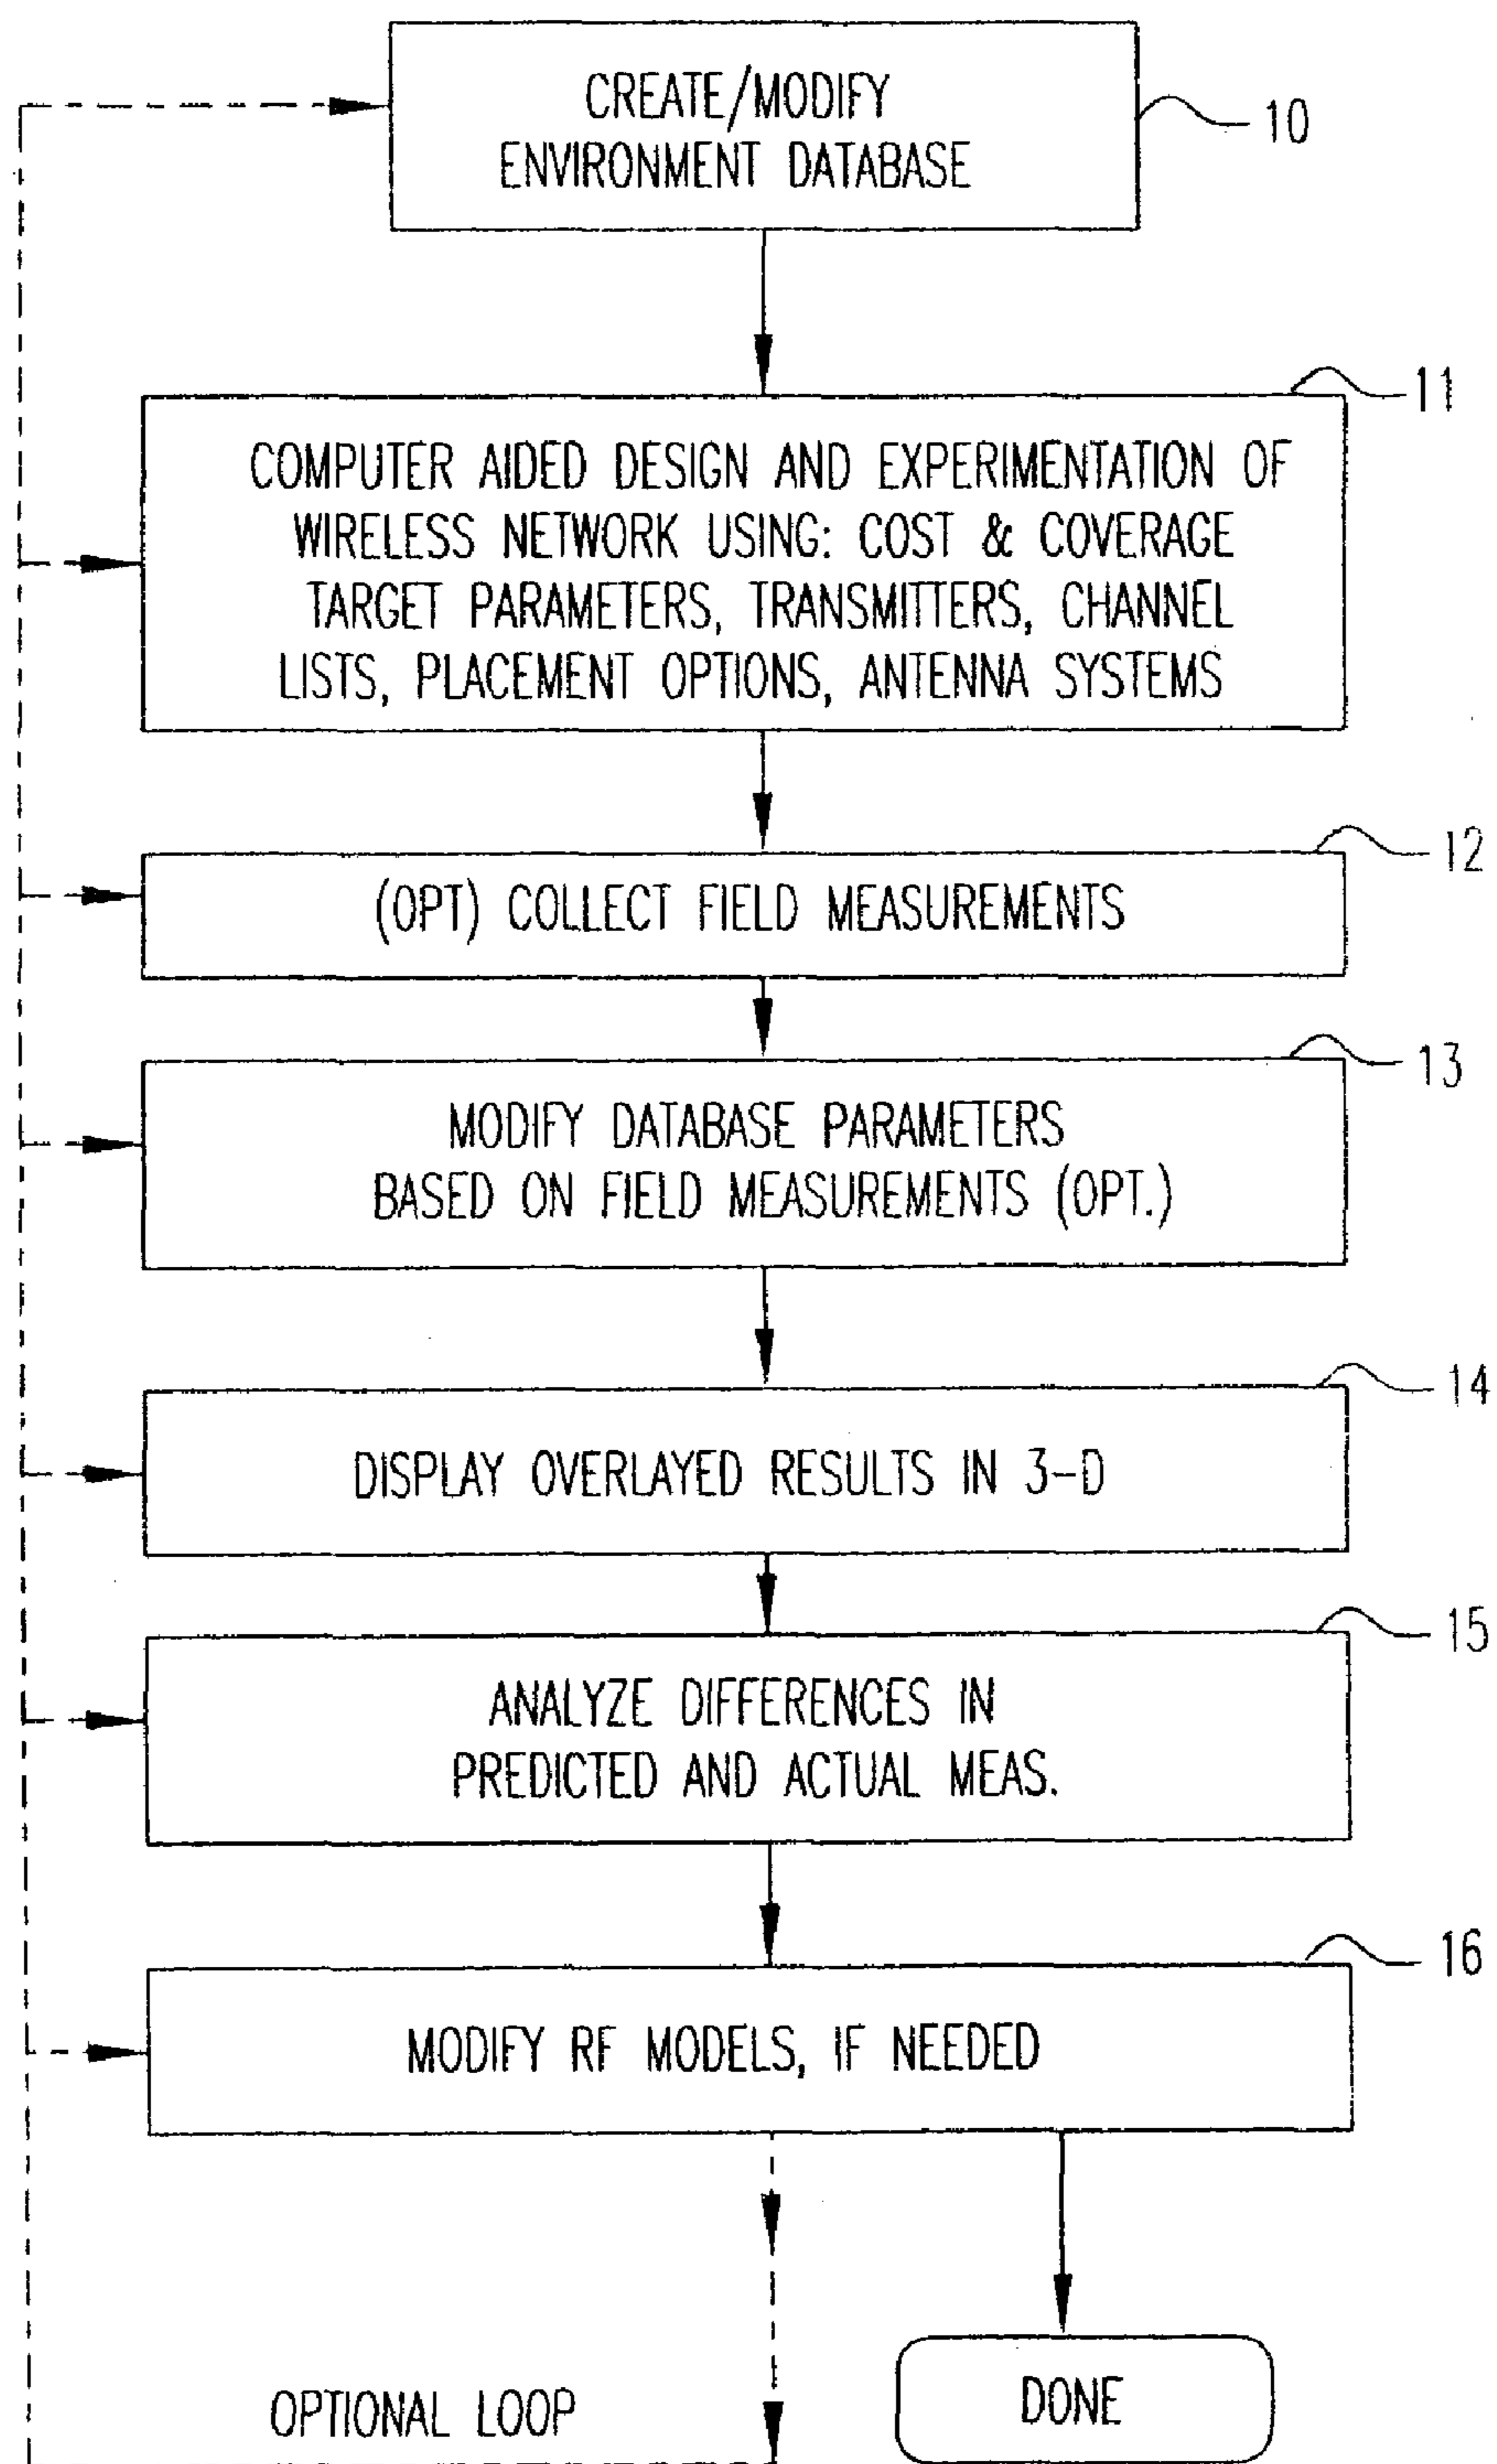 CREATE/MODIFY
ENVIRONMENT DATABASE
10
11
COMPUTER AIDED DESIGN AND EXPERIMENTATION OF
WIRELESS NETWORK USING: COST & COVERAGE
TARGET PARAMETERS, TRANSMITTERS, CHANNEL
LISTS, PLACEMENT OPTIONS, ANTENNA SYSTEMS
12
(OPT) COLLECT FIELD MEASUREMENTS
13
MODIFY DATABASE PARAMETERS
BASED ON FIELD MEASUREMENTS (OPT.)
14
DISPLAY OVERLAYED RESULTS IN 3-D
15
ANALYZE DIFFERENCES IN
PREDICTED AND ACTUAL MEAS.
16
MODIFY RF MODELS, IF NEEDED
OPTIONAL LOOP
DONE